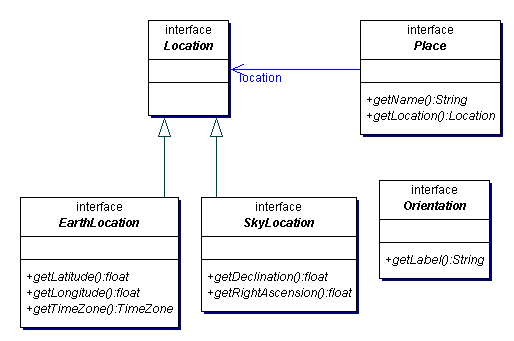 interface
Location
interface
Place
+getName():String
+getLocation():Location
location
interface
EarthLocation
+getLatitude():float
+getLongitude():float
+getTimeZone():TimeZone
interface
SkyLocation
+getDeclination():float
+getRightAscension():float
interface
Orientation
+getLabel():String